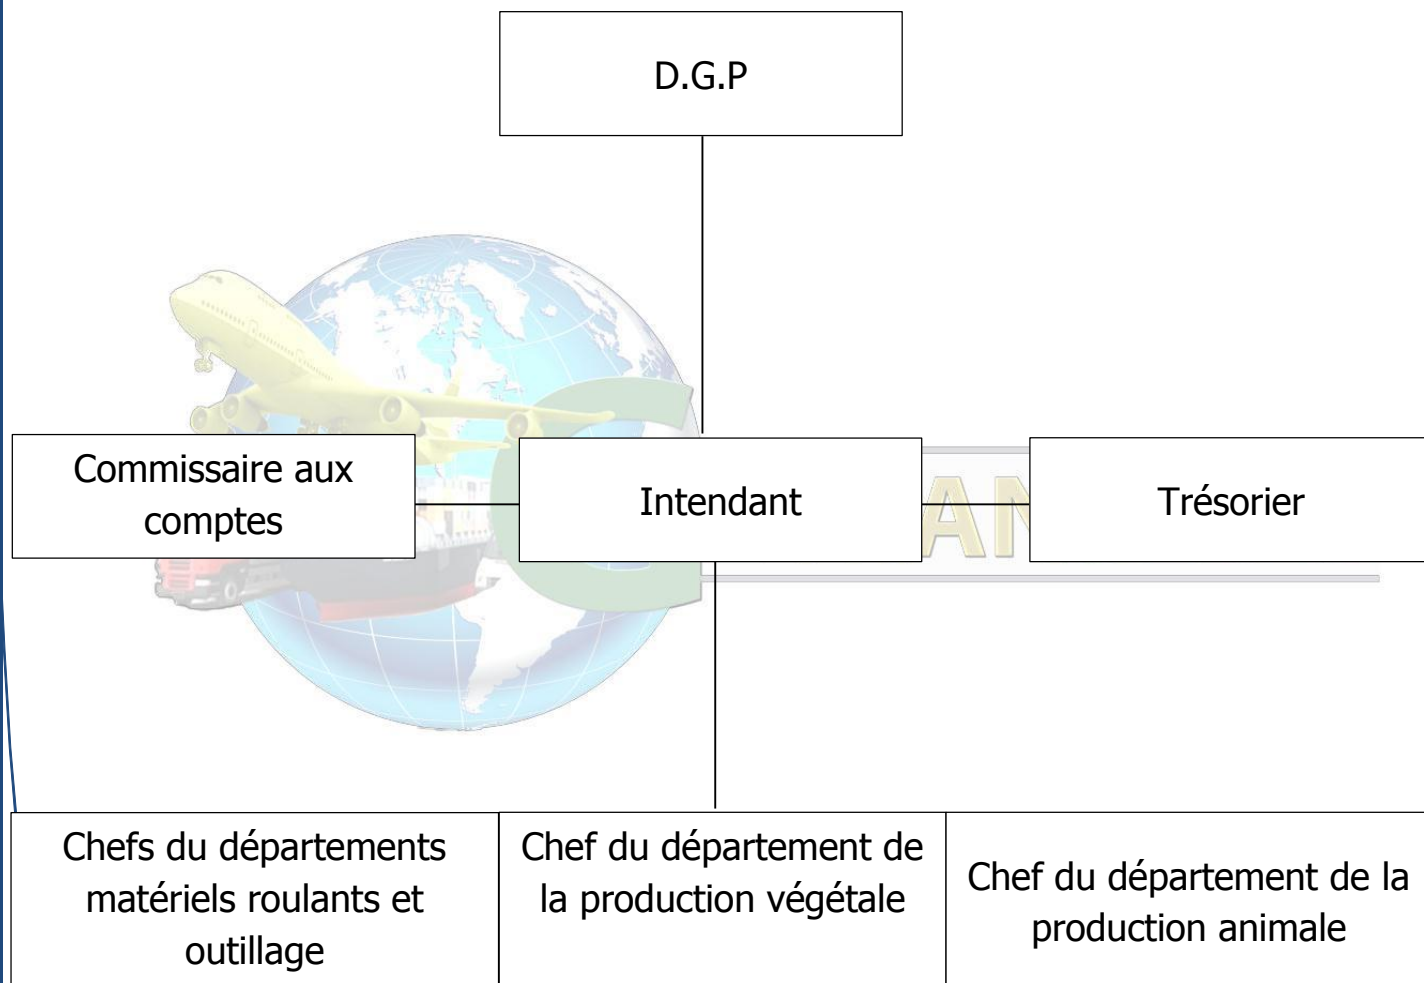 D.G.P
Commissaire aux
comptes
Intendant
AN
Trésorier
Chefs du départements
matériels roulants et
outillage
Chef du département de
la production végétale
Chef du département de la
production animale